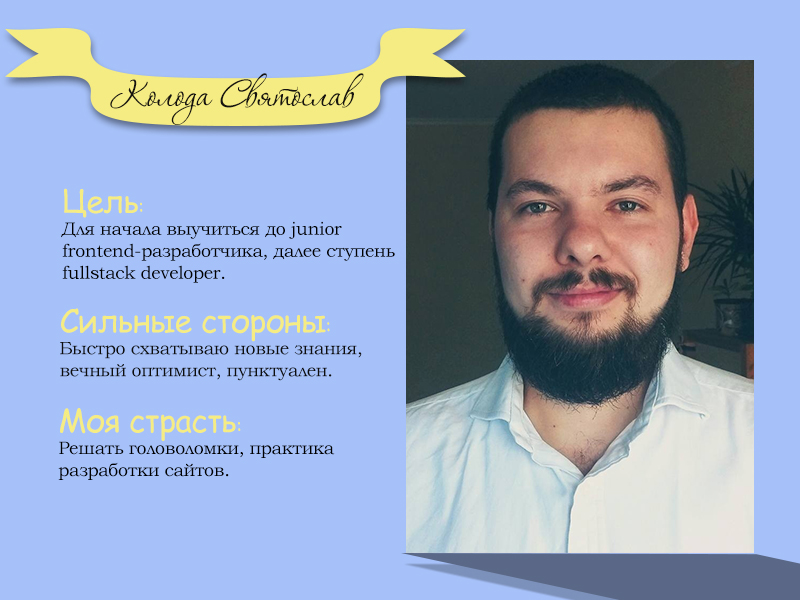 Колода Святослав
Цель:
Для начала выучиться до junior
frontend-разработчика, далее ступень
fullstack developer.
Сильные стороны:
Быстро схватываю новые знания,
вечный оптимист, пунктуален.
Моя страсть:
Решать головоломки, практика
разработки сайтов.